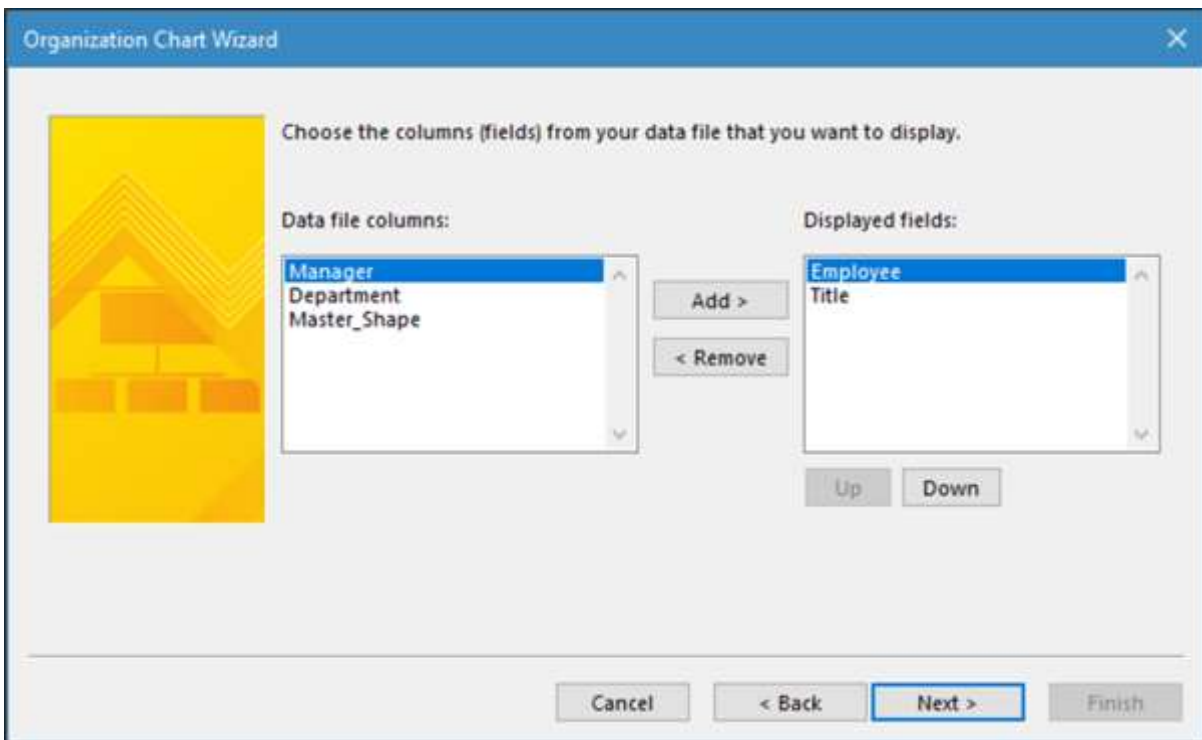 Organization Chart Wizard
Choose the columns (fields) from your data file that you want to display.
Data file columns:
Manager
Department
Master_Shape
Add >
< Remove
Displayed fields:
Employee
Title
Up
Down
Cancel
< Back
Next >
Finish